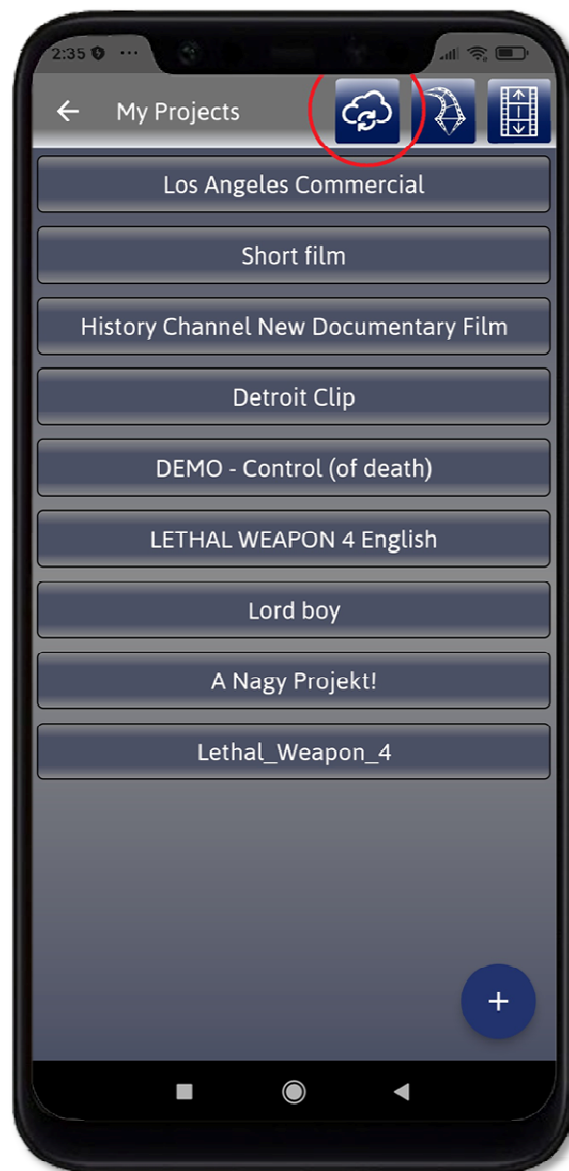 2:35
My Projects
Los Angeles Commercial
Short film
History Channel New Documentary Film
Detroit Clip
DEMO - Control (of death)
LETHAL WEAPON 4 English
Lord boy
A Nagy Projekt!
Lethal_Weapon_4